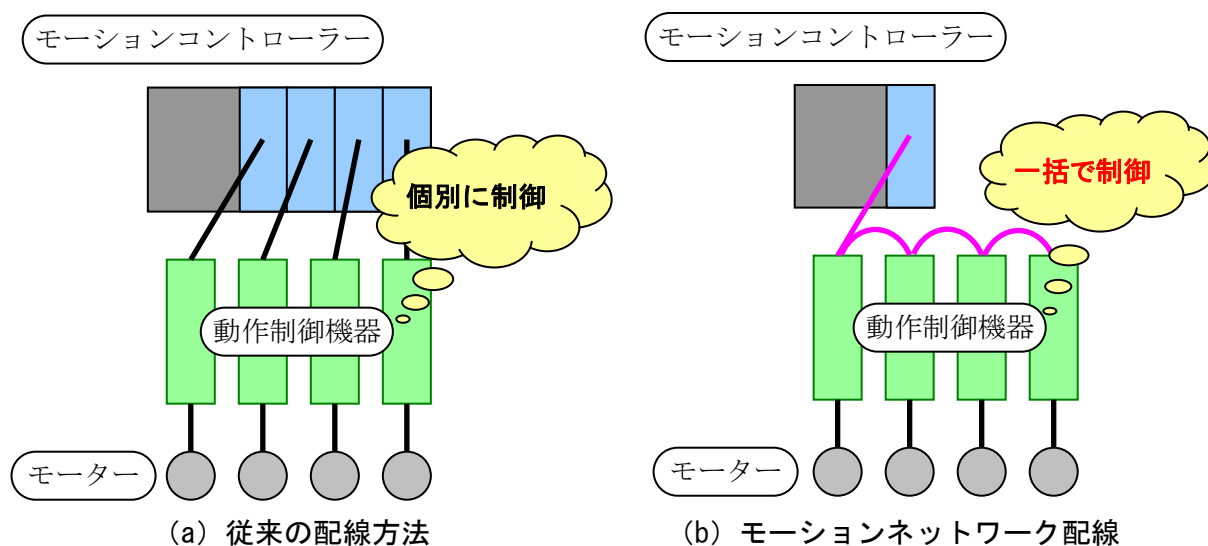 モーションコントローラー
個別に制御
動作制御機器
モーター
(a) 従来の配線方法
モーションコントローラー
一括で制御
動作制御機器
モーター
(b) モーションネットワーク配線